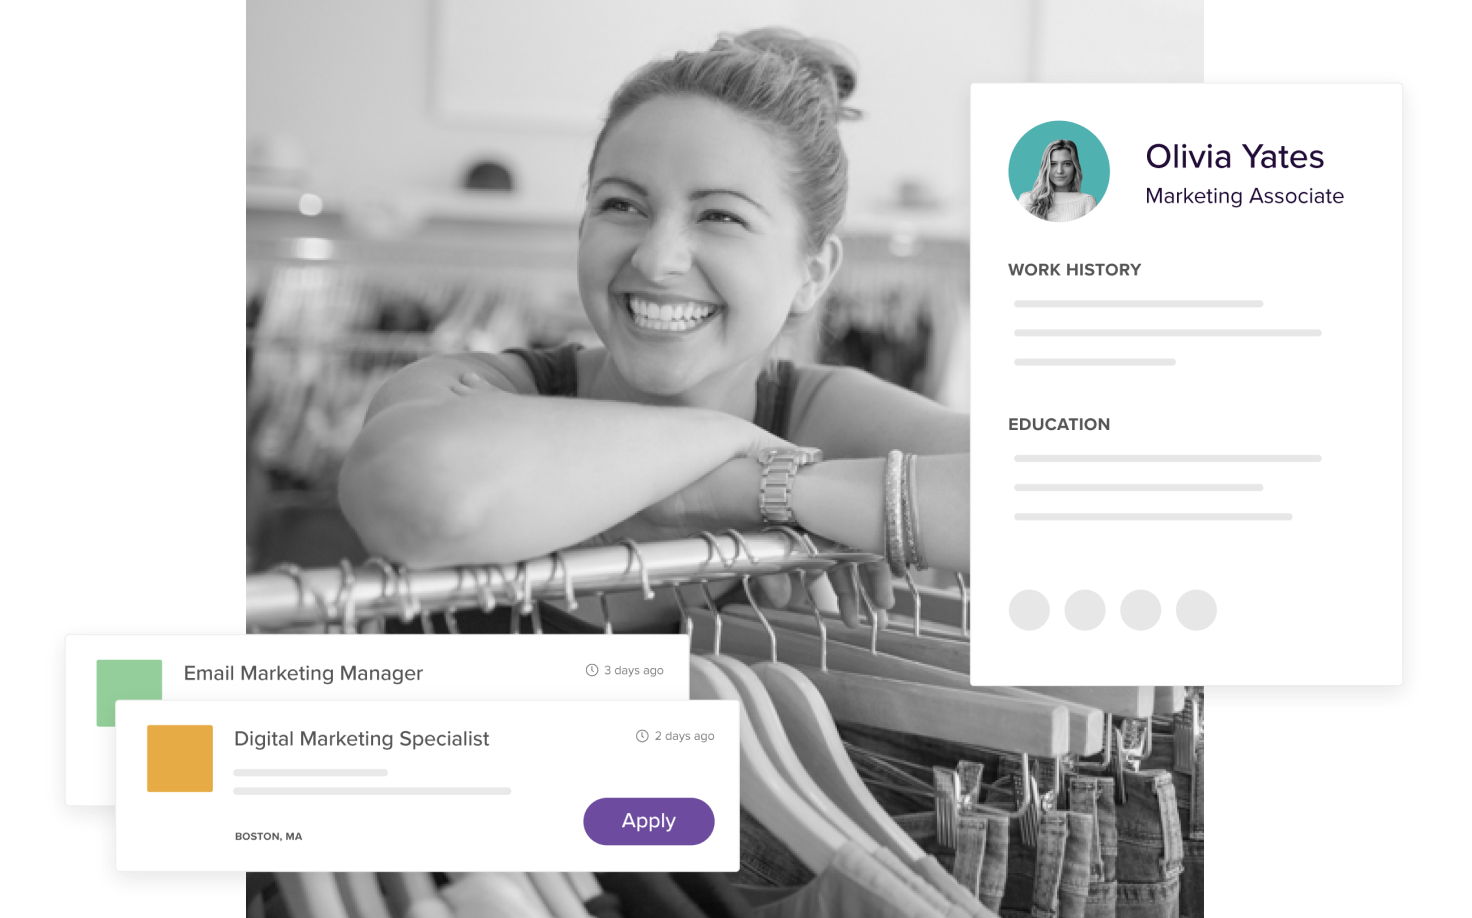 Olivia Yates
Marketing Associate
WORK HISTORY
EDUCATION
Email Marketing Manager
3 days ago
Digital Marketing Specialist
2 days ago
Apply
BOSTON, MA